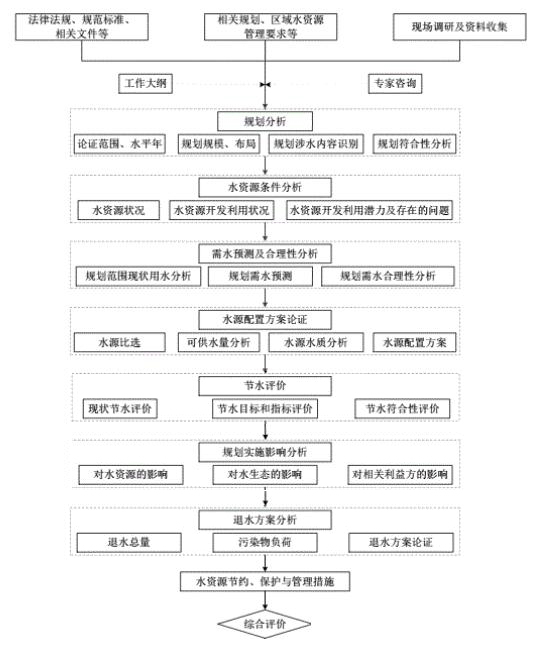 法律法规、规范标准、
相关文件等
相关规划、区域水资源
管理要求等
现场调研及资料收集
工作大纲
专家咨询
规划分析
论证范围、水平年
规划规模、布局
规划涉水内容识别
规划符合性分析
水资源条件分析
水资源状况
水资源开发利用状况
水资源开发利用潜力及存在的问题
需水预测及合理性分析
规划范围现状用水分析
规划需水预测
规划需水合理性分析
水源配置方案论证
水源比选
可供水量分析
水源水质分析
水源配置方案
节水评价
现状节水评价
节水目标和指标评价
节水符合性评价
规划实施影响分析
对水资源的影响
对水生态的影响
对相关利益方的影响
退水方案分析
退水总量
污染物负荷
退水方案论证
水资源节约、保护与管理措施
综合评价